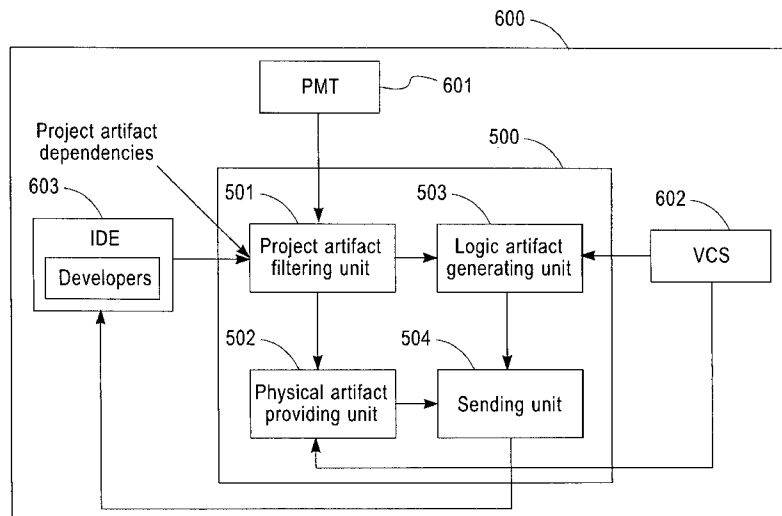 600
PMT
601
Project artifact
dependencies
500
603
501
503
602
IDE
Developers
Project artifact
filtering unit
Logic artifact
generating unit
VCS
502
504
Physical artifact
providing unit
Sending unit